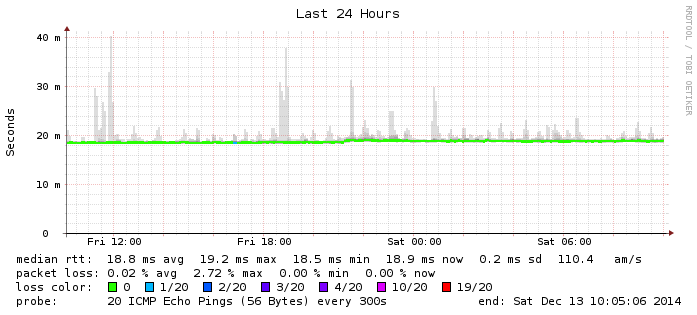 Last 24 Hours
RRDTOOL / TOBI OETIKER
Seconds
40 m
30 m
20 m
10 m
0
Fri 12:00 Fri 18:00 Sat 00:00 Sat 06:00
median rtt: 18.8 ms avg 19.2 ms max 18.5 ms min 18.9 ms now 0.2 ms sd 110.4 am/s
packet loss: 0.02 % avg 2.72 % max 0.00 % min 0.00 % now
loss color: 0 1/20 2/20 3/20 4/20 10/20 19/20
probe: 20 ICMP Echo Pings (56 Bytes) every 300s end: Sat Dec 13 10:05:06 2014